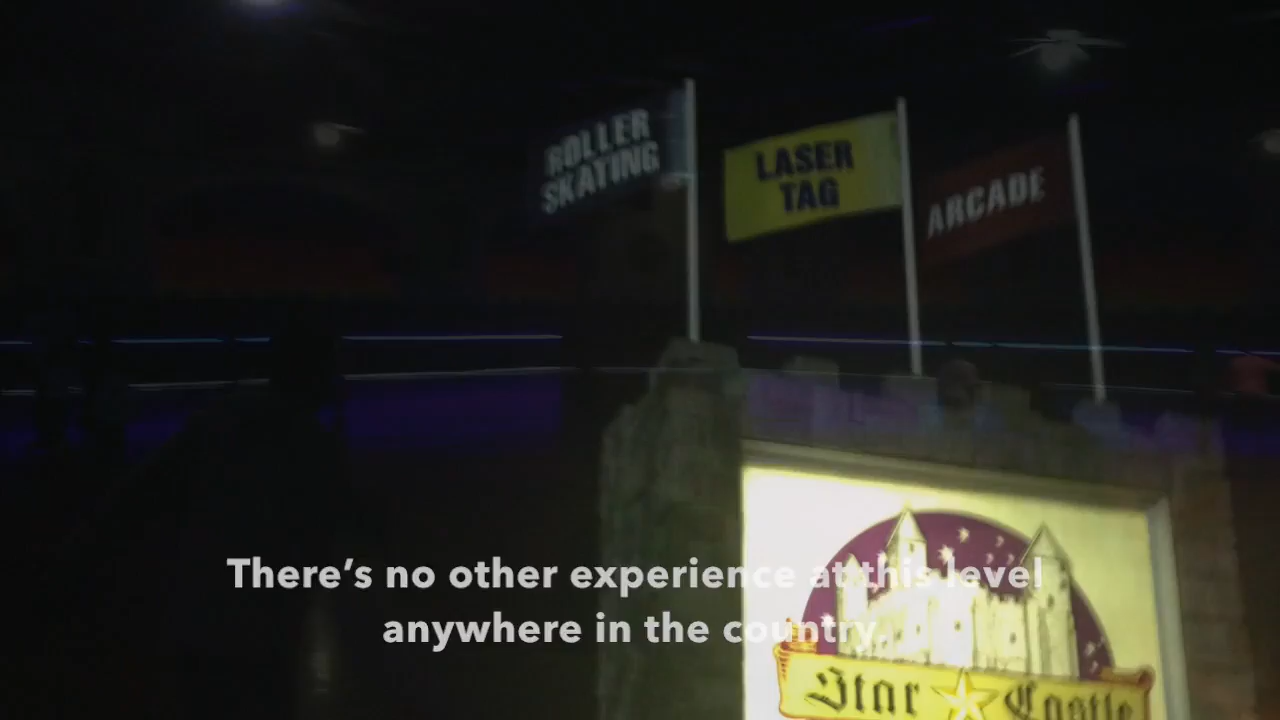 ROLLER
SKATING
LASER
TAG
ARCADE
There's no other experience at this level
anywhere in the country.
Star Castle